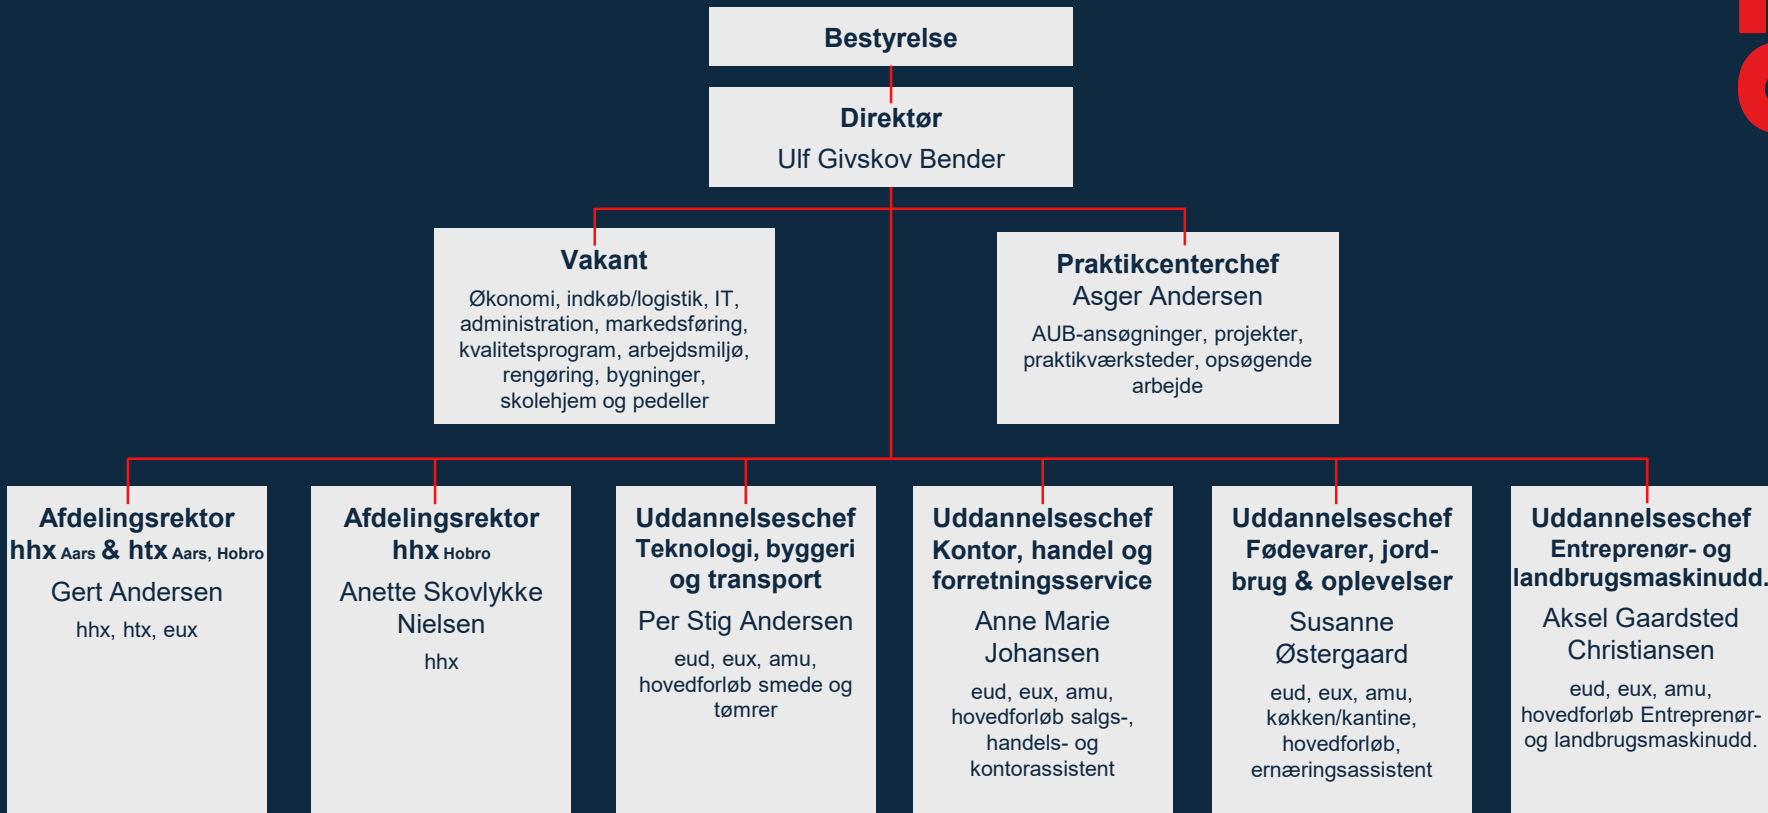 Bestyrelse
Direktør
Ulf Givskov Bender
Vakant
Økonomi, indkøb/logistik, IT,
administration, markedsføring,
kvalitetsprogram, arbejdsmiljø,
rengøring, bygninger,
skolehjem og pedeller
Praktikcenterchef
Asger Andersen
AUB-ansøgninger, projekter,
praktikværksteder, opsøgende
arbejde
Afdelingsrektor
hhx Aars & htx Aars, Hobro
Gert Andersen
hhx, htx, eux
Afdelingsrektor
hhx Hobro
Anette Skovlykke
Nielsen
hhx
Uddannelseschef
Teknologi, byggeri
og transport
Per Stig Andersen
eud, eux, amu,
hovedforløb smede og
tømrer
Uddannelseschef
Kontor, handel og
forretningsservice
Anne Marie
Johansen
eud, eux, amu,
hovedforløb salgs-,
handels- og
kontorassistent
Uddannelseschef
Fødevarer, jord-
brug & oplevelser
Susanne
Østergaard
eud, eux, amu,
køkken/kantine,
hovedforløb,
ernæringsassistent
Uddannelseschef
Entreprenør- og
landbrugsmaskinudd.
Aksel Gaardsted
Christiansen
eud, eux, amu,
hovedforløb Entreprenør-
og landbrugsmaskinudd.